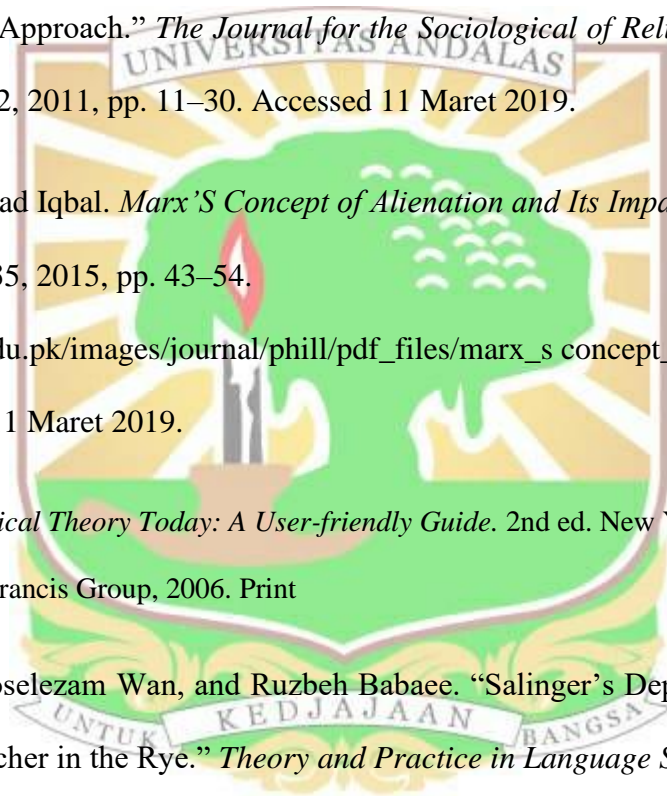 Approach.” The Journal for the Sociological of Reli
UNIVERSITAS ANDALAS
2, 2011, pp. 11–30. Accessed 11 Maret 2019.
ad Iqbal. Marx’S Concept of Alienation and Its Impa
35, 2015, pp. 43–54.
du.pk/images/journal/phill/pdf_files/marx_s concept_
1 Maret 2019.
ical Theory Today: A User-friendly Guide. 2nd ed. New Y
rancis Group, 2006. Print
oselezam Wan, and Ruzbeh Babaee. “Salinger’s Dep
UNTUK KEDJAJAAN BANGSA
cher in the Rye.” Theory and Practice in Language S